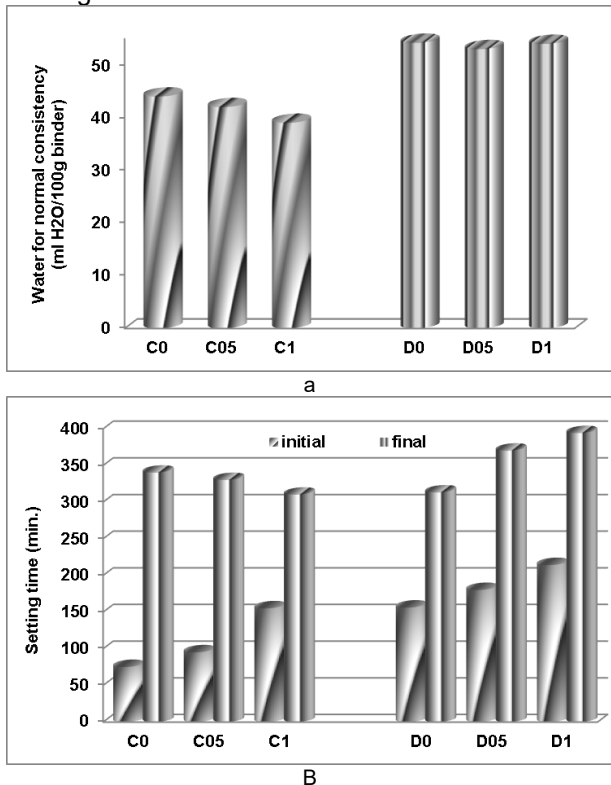 Water for normal consistency
(ml H2O/100g binder)
50
40
30
20
10
0
C0 C05 C1 D0 D05 D1
a
Setting time (min.)
400
350
300
250
200
150
100
50
0
initial final
C0 C05 C1 D0 D05 D1
B